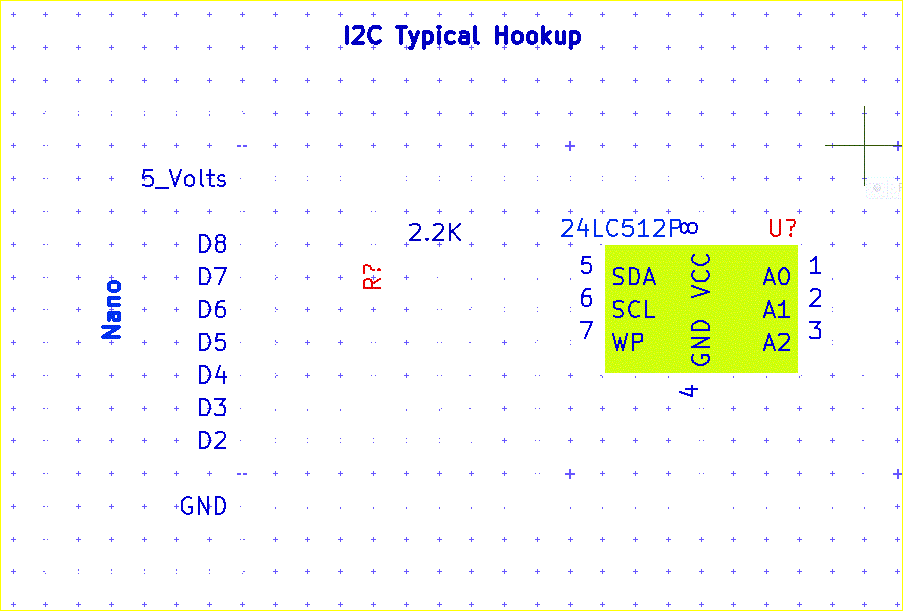 I2C Typical Hookup
5_Volts
2.2K
24LC512P
8
U?
D8
D7
D6
D5
D4
D3
D2
GND
Nano
R?
5
6
7
SDA
SCL
WP
VCC
GND
A0
A1
A2
1
2
3
4